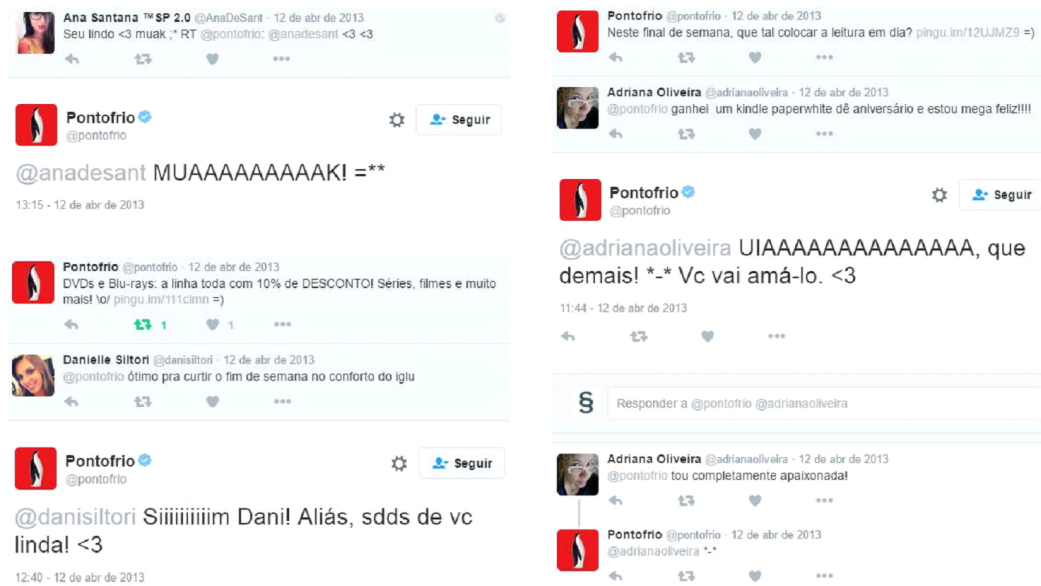 Ana Santana ™SP 2.0 @AnaDeSant · 12 de abr de 2013
Seu lindo <3 muak ;* RT @pontofrio: @anadesant <3 <3
Pontofrio
@pontofrio
Seguir
@anadesant MUAAAAAAAAAK! =**
13:15 - 12 de abr de 2013
Pontofrio @pontofrio · 12 de abr de 2013
DVDs e Blu-rays: a linha toda com 10% de DESCONTO! Séries, filmes e muito
mais! \o/ pingu.im/111clmn =)
1 1
Danielle Siltori @danisiltori · 12 de abr de 2013
@pontofrio ótimo pra curtir o fim de semana no conforto do iglu
Pontofrio
@pontofrio
Seguir
@danisiltori Siiiiiiiiiim Dani! Aliás, sdds de vc
linda! <3
12:40 - 12 de abr de 2013
Pontofrio @pontofrio · 12 de abr de 2013
Neste final de semana, que tal colocar a leitura em dia? pingu.im/12UJMZ9 =)
Adriana Oliveira @adrianaoliveira · 12 de abr de 2013
@pontofrio ganhei um kindle paperwhite dê aniversário e estou mega feliz!!!!
Pontofrio
@pontofrio
Seguir
@adrianaoliveira UIAAAAAAAAAAAAAA, que
demais! *-* Vc vai amá-lo. <3
11:44 - 12 de abr de 2013
§ Responder a @pontofrio @adrianaoliveira
Adriana Oliveira @adrianaoliveira · 12 de abr de 2013
@pontofrio tou completamente apaixonada!
Pontofrio @pontofrio · 12 de abr de 2013
@adrianaoliveira *-*